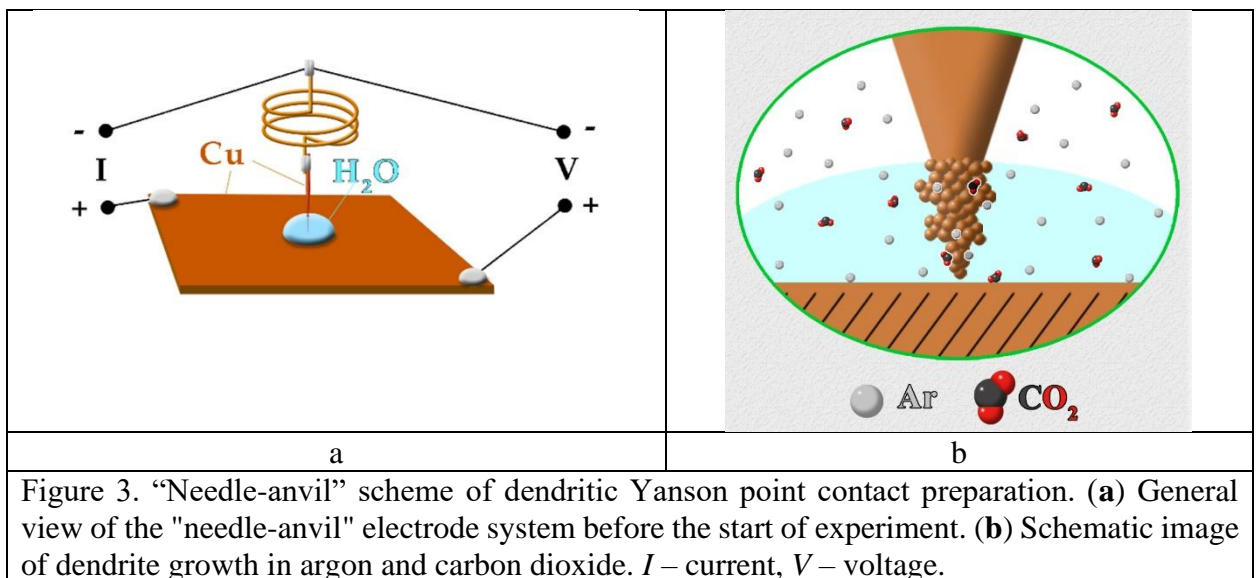 - -
I V
+ +
Cu H₂O
Ar CO₂
a b
Figure 3. “Needle-anvil” scheme of dendritic Yanson point contact preparation. (a) General
view of the "needle-anvil" electrode system before the start of experiment. (b) Schematic image
of dendrite growth in argon and carbon dioxide. I – current, V – voltage.